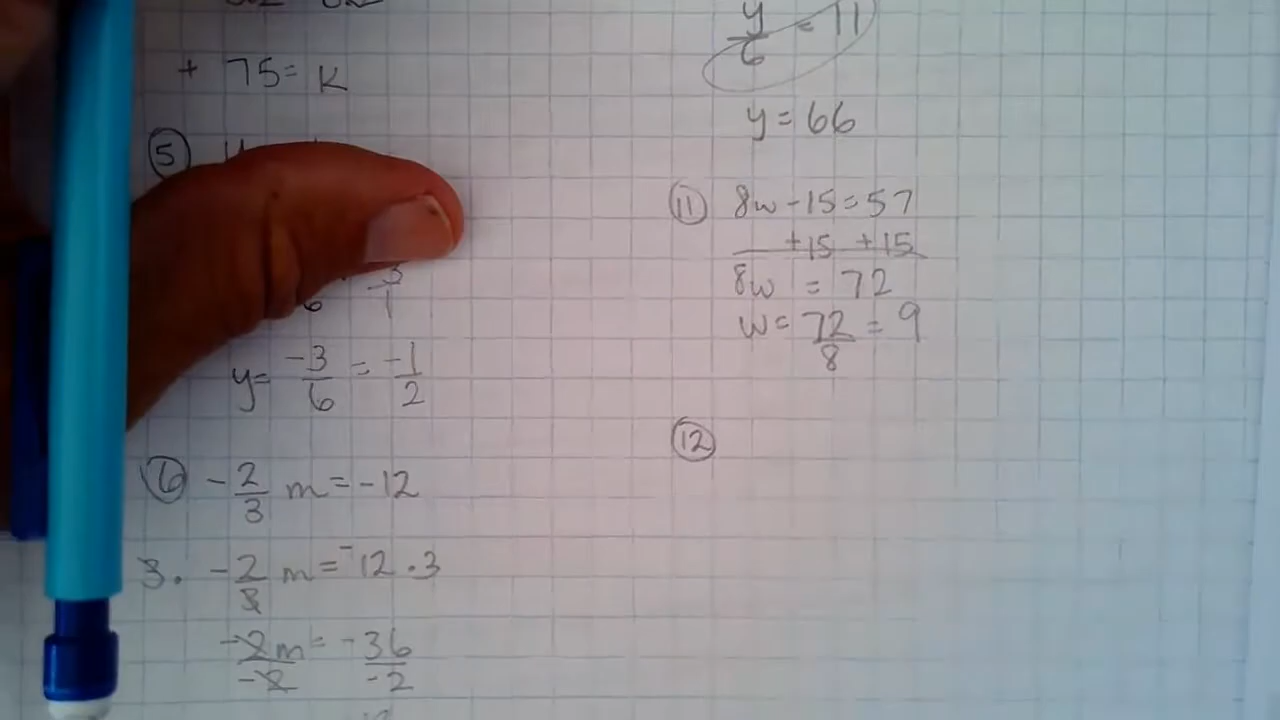 + 75 = K
5
y = -3/6 = -1/2
6 -2/3 m = -12
3. -2/3 m = -12 . 3
-2m/-2 = -36/-2
y/6 = 11
y = 66
11 8w - 15 = 57
+15 +15
8w = 72
w = 72/8 = 9
12